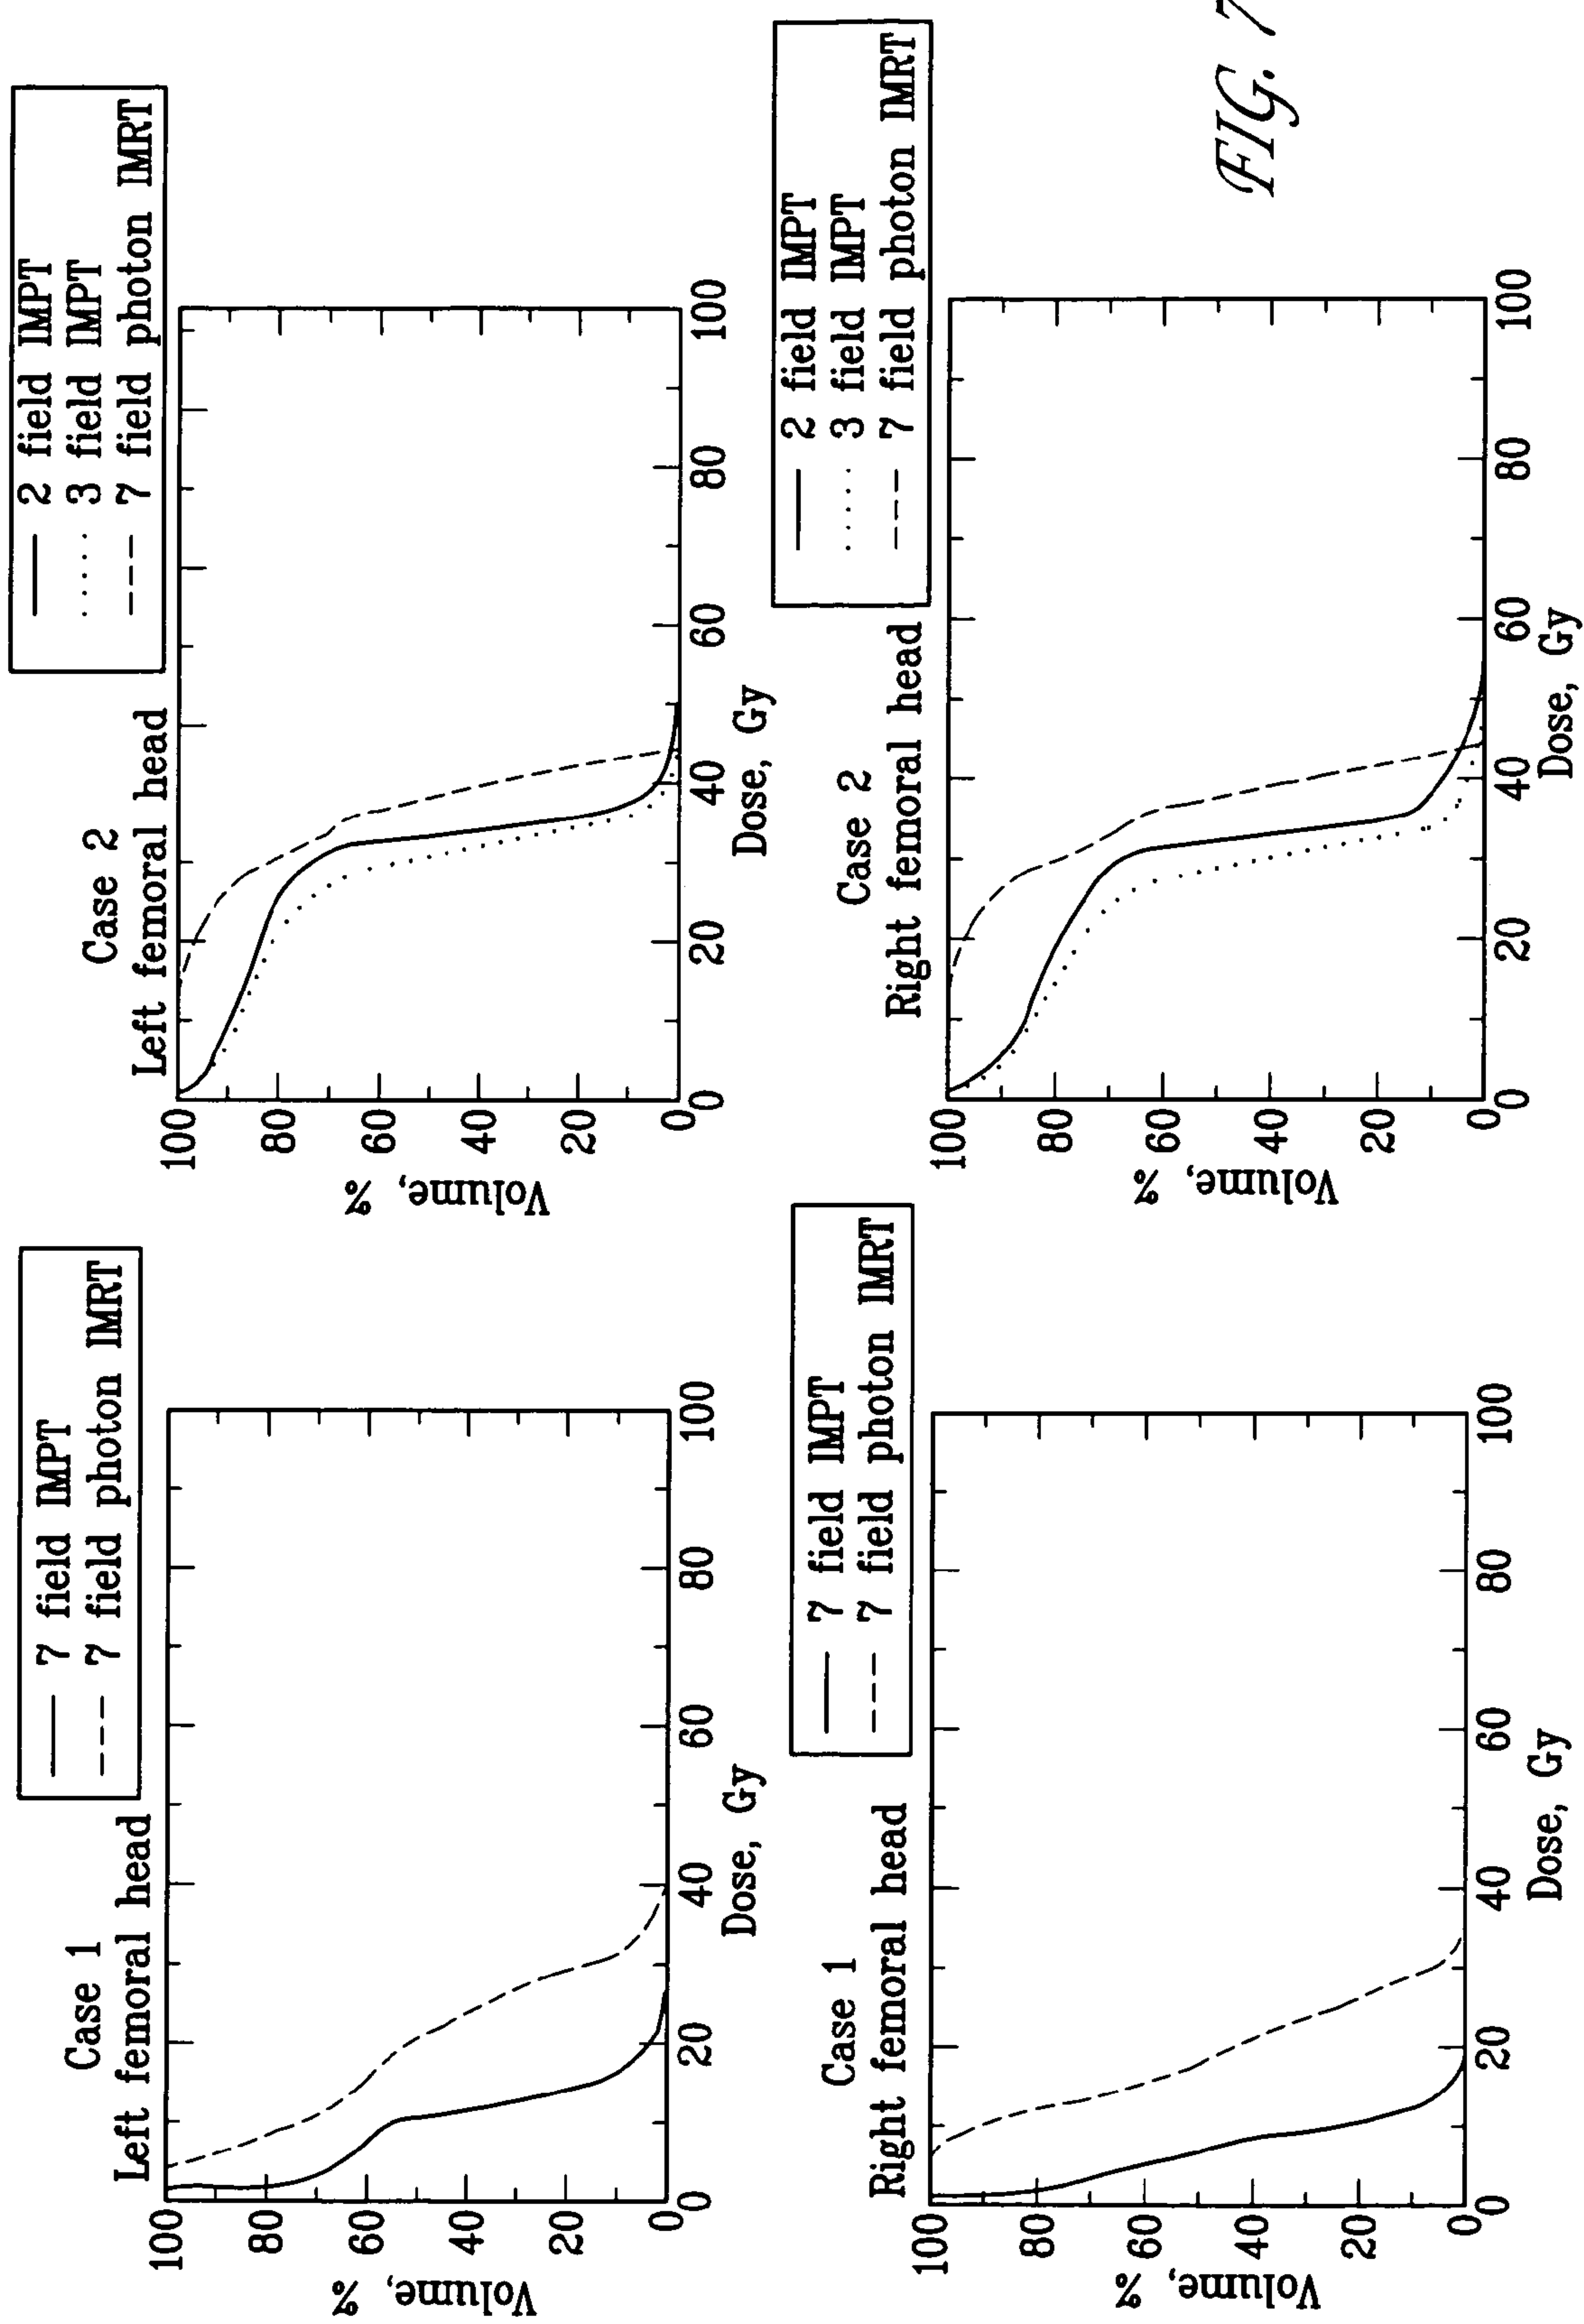 Case 1
Left femoral head
7 field IMPT
7 field photon IMRT
Volume, %
100
80
60
40
20
0
0
20
40
60
80
100
Dose, Gy
Case 2
Left femoral head
2 field IMPT
3 field IMPT
7 field photon IMRT
Volume, %
100
80
60
40
20
0
0
20
40
60
80
100
Dose, Gy
Case 1
Right femoral head
7 field IMPT
7 field photon IMRT
Volume, %
100
80
60
40
20
0
0
20
40
60
80
100
Dose, Gy
Case 2
Right femoral head
2 field IMPT
3 field IMPT
7 field photon IMRT
Volume, %
100
80
60
40
20
0
0
20
40
60
80
100
Dose, Gy
FIG. 7